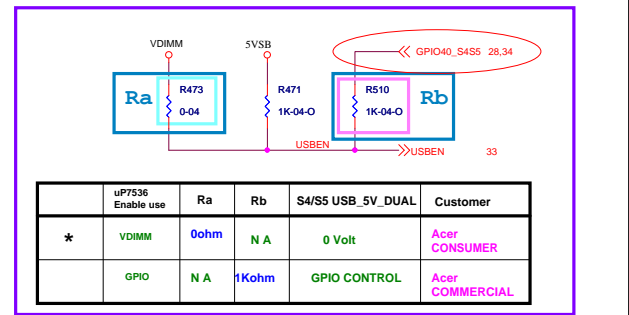 VDIMM
5VSB
GPIO40_S4S5 28,34
Ra
R473
0-04
R471
1K-04-O
R510
1K-04-O
Rb
USBEN
USBEN 33
uP7536
Enable use
Ra
Rb
S4/S5 USB_5V_DUAL
Customer
*
VDIMM
0ohm
N A
0 Volt
Acer
CONSUMER
GPIO
N A
1Kohm
GPIO CONTROL
Acer
COMMERCIAL